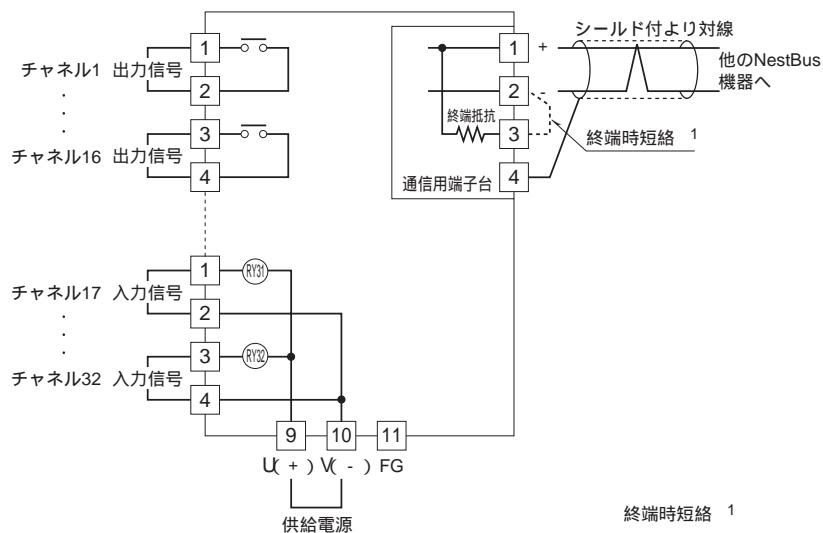 チャネル1 出力信号
1
2
・
・
・
チャネル16 出力信号
3
4
チャネル17 入力信号
1
RY31
2
・
・
・
チャネル32 入力信号
3
RY32
4
9
10
11
U( + ) V( - ) FG
供給電源
シールド付より対線
1
+
他のNestBus
機器へ
2
-
終端抵抗
3
終端時短絡 1
通信用端子台
4
終端時短絡 1